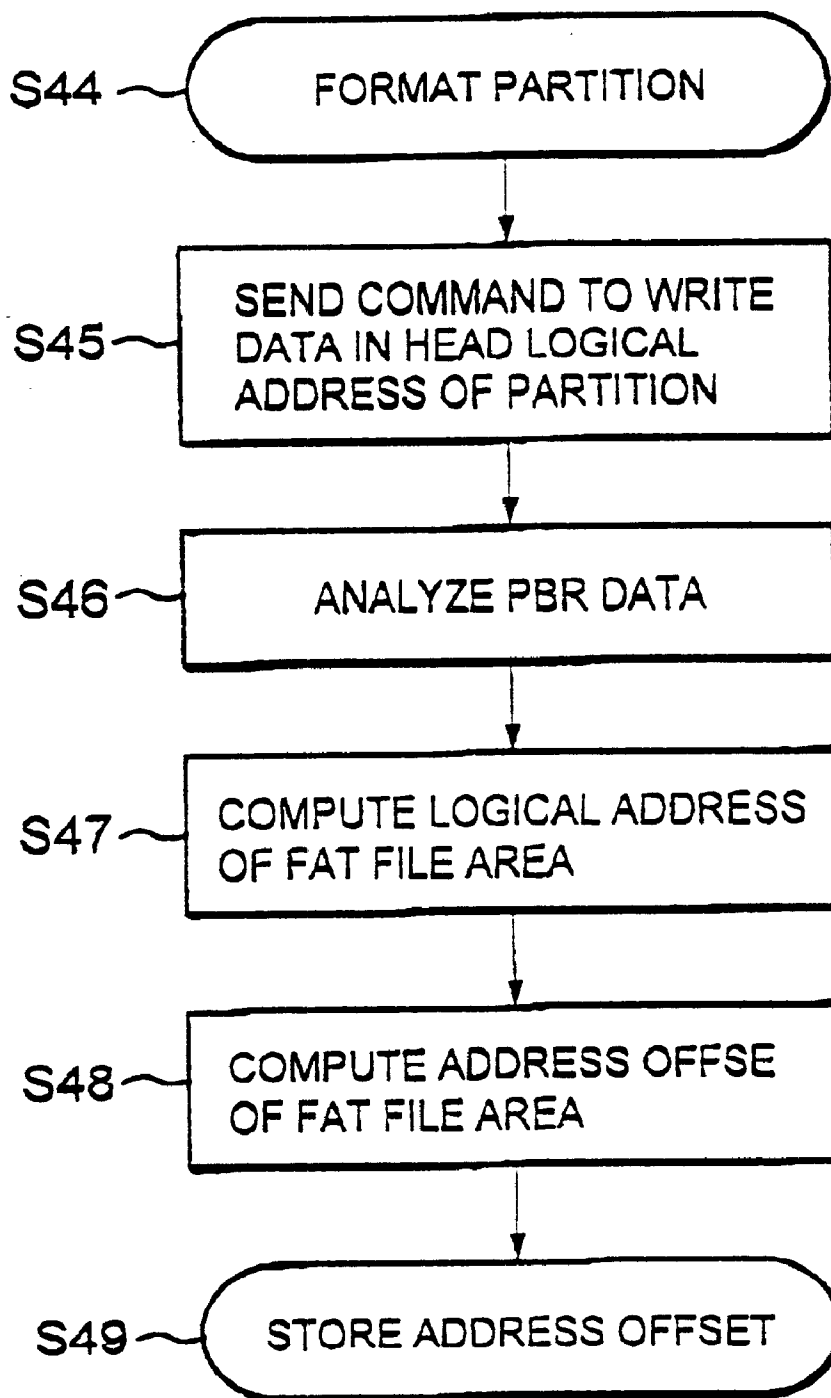 S44
FORMAT PARTITION
S45
SEND COMMAND TO WRITE
DATA IN HEAD LOGICAL
ADDRESS OF PARTITION
S46
ANALYZE PBR DATA
S47
COMPUTE LOGICAL ADDRESS
OF FAT FILE AREA
S48
COMPUTE ADDRESS OFFSE
OF FAT FILE AREA
S49
STORE ADDRESS OFFSET